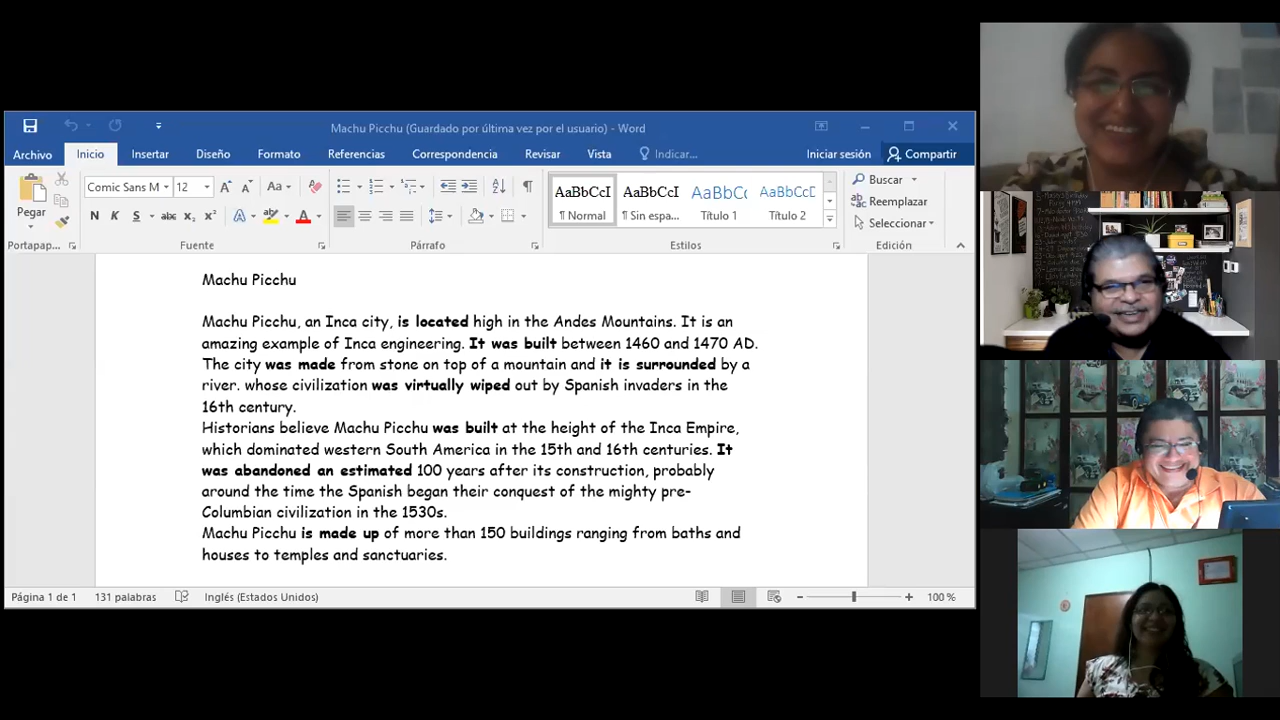 Machu Picchu (Guardado por última vez por el usuario) - Word
Archivo Inicio Insertar Diseño Formato Referencias Correspondencia Revisar Vista Indicar... Iniciar sesión Compartir
Pegar
Comic Sans M 12
Aa
N K S abc x₂ x² A A
AaBbCcI AaBbCcI AaBbCc AaBbCcD
¶ Normal ¶ Sin espa... Título 1 Título 2
Buscar
Reemplazar
Seleccionar
Portapap... Fuente Párrafo Estilos Edición
Machu Picchu
Machu Picchu, an Inca city, is located high in the Andes Mountains. It is an
amazing example of Inca engineering. It was built between 1460 and 1470 AD.
The city was made from stone on top of a mountain and it is surrounded by a
river. whose civilization was virtually wiped out by Spanish invaders in the
16th century.
Historians believe Machu Picchu was built at the height of the Inca Empire,
which dominated western South America in the 15th and 16th centuries. It
was abandoned an estimated 100 years after its construction, probably
around the time the Spanish began their conquest of the mighty pre-
Columbian civilization in the 1530s.
Machu Picchu is made up of more than 150 buildings ranging from baths and
houses to temples and sanctuaries.
Página 1 de 1 131 palabras Inglés (Estados Unidos) 100 %